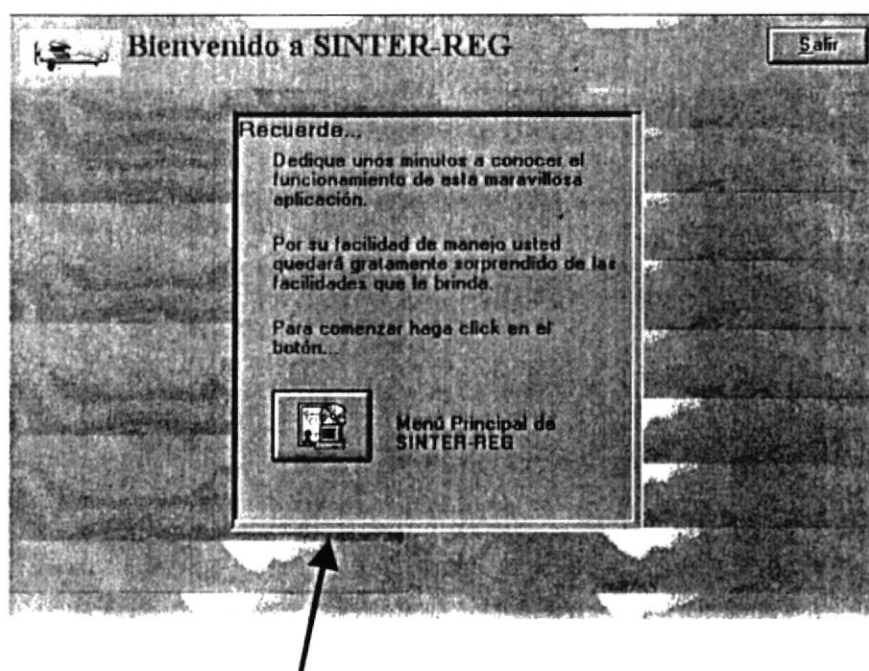 Bienvenido a SINTER-REG
Salir
Recuerde...
Dedique unos minutos a conocer el
funcionamiento de esta maravillosa
aplicación.
Por su facilidad de manejo usted
quedará gratamente sorprendido de las
facilidades que le brinda.
Para comenzar haga click en el
botón...
Menú Principal de
SINTER-REG